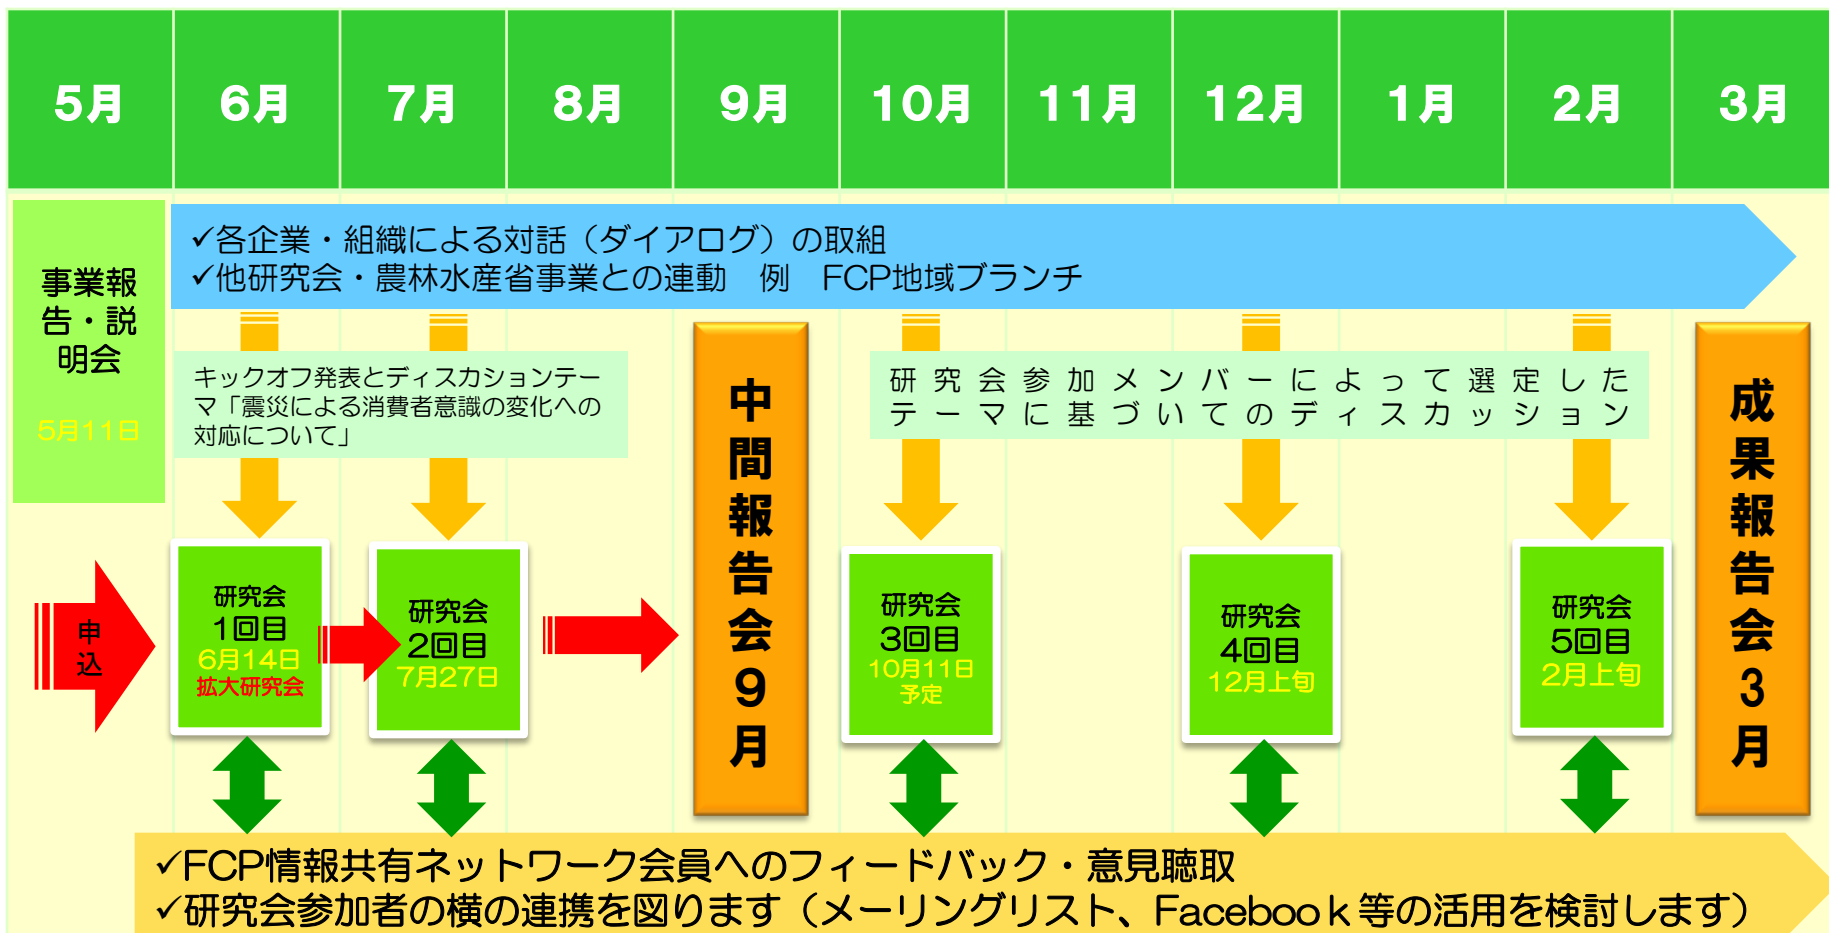 5月 6月 7月 8月 9月 10月 11月 12月 1月 2月 3月
事業報
告・説
明会
5月11日
✓各企業・組織による対話（ダイアログ）の取組
✓他研究会・農林水産省事業との連動　例　FCP地域ブランチ
キックオフ発表とディスカションテー
マ「震災による消費者意識の変化への
対応について」
中間報告会9月
研究会参加メンバーによって選定した
テーマに基づいてのディスカッション
成果報告会3月
申
込
研究会
1回目
6月14日
拡大研究会
研究会
2回目
7月27日
研究会
3回目
10月11日
予定
研究会
4回目
12月上旬
研究会
5回目
2月上旬
✓FCP情報共有ネットワーク会員へのフィードバック・意見聴取
✓研究会参加者の横の連携を図ります（メーリングリスト、Facebook等の活用を検討します）